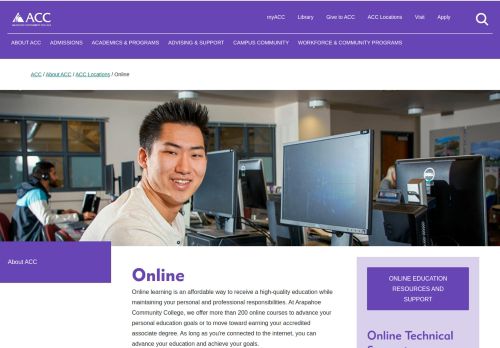 myACC Library Give to ACC ACC Locations Visit Apply
ACC
ABOUT ACC ADMISSIONS ACADEMICS & PROGRAMS ADVISING & SUPPORT CAMPUS COMMUNITY WORKFORCE & COMMUNITY PROGRAMS
ACC / About ACC / ACC Locations / Online
About ACC
Online
Online learning is an affordable way to receive a high-quality education while
maintaining your personal and professional responsibilities. At Arapahoe
Community College, we offer more than 200 online courses to advance your
personal education goals or to move toward earning your accredited
associate degree. As long as you're connected to the internet, you can
advance your education and achieve your goals.
ONLINE EDUCATION
RESOURCES AND
SUPPORT
Online Technical